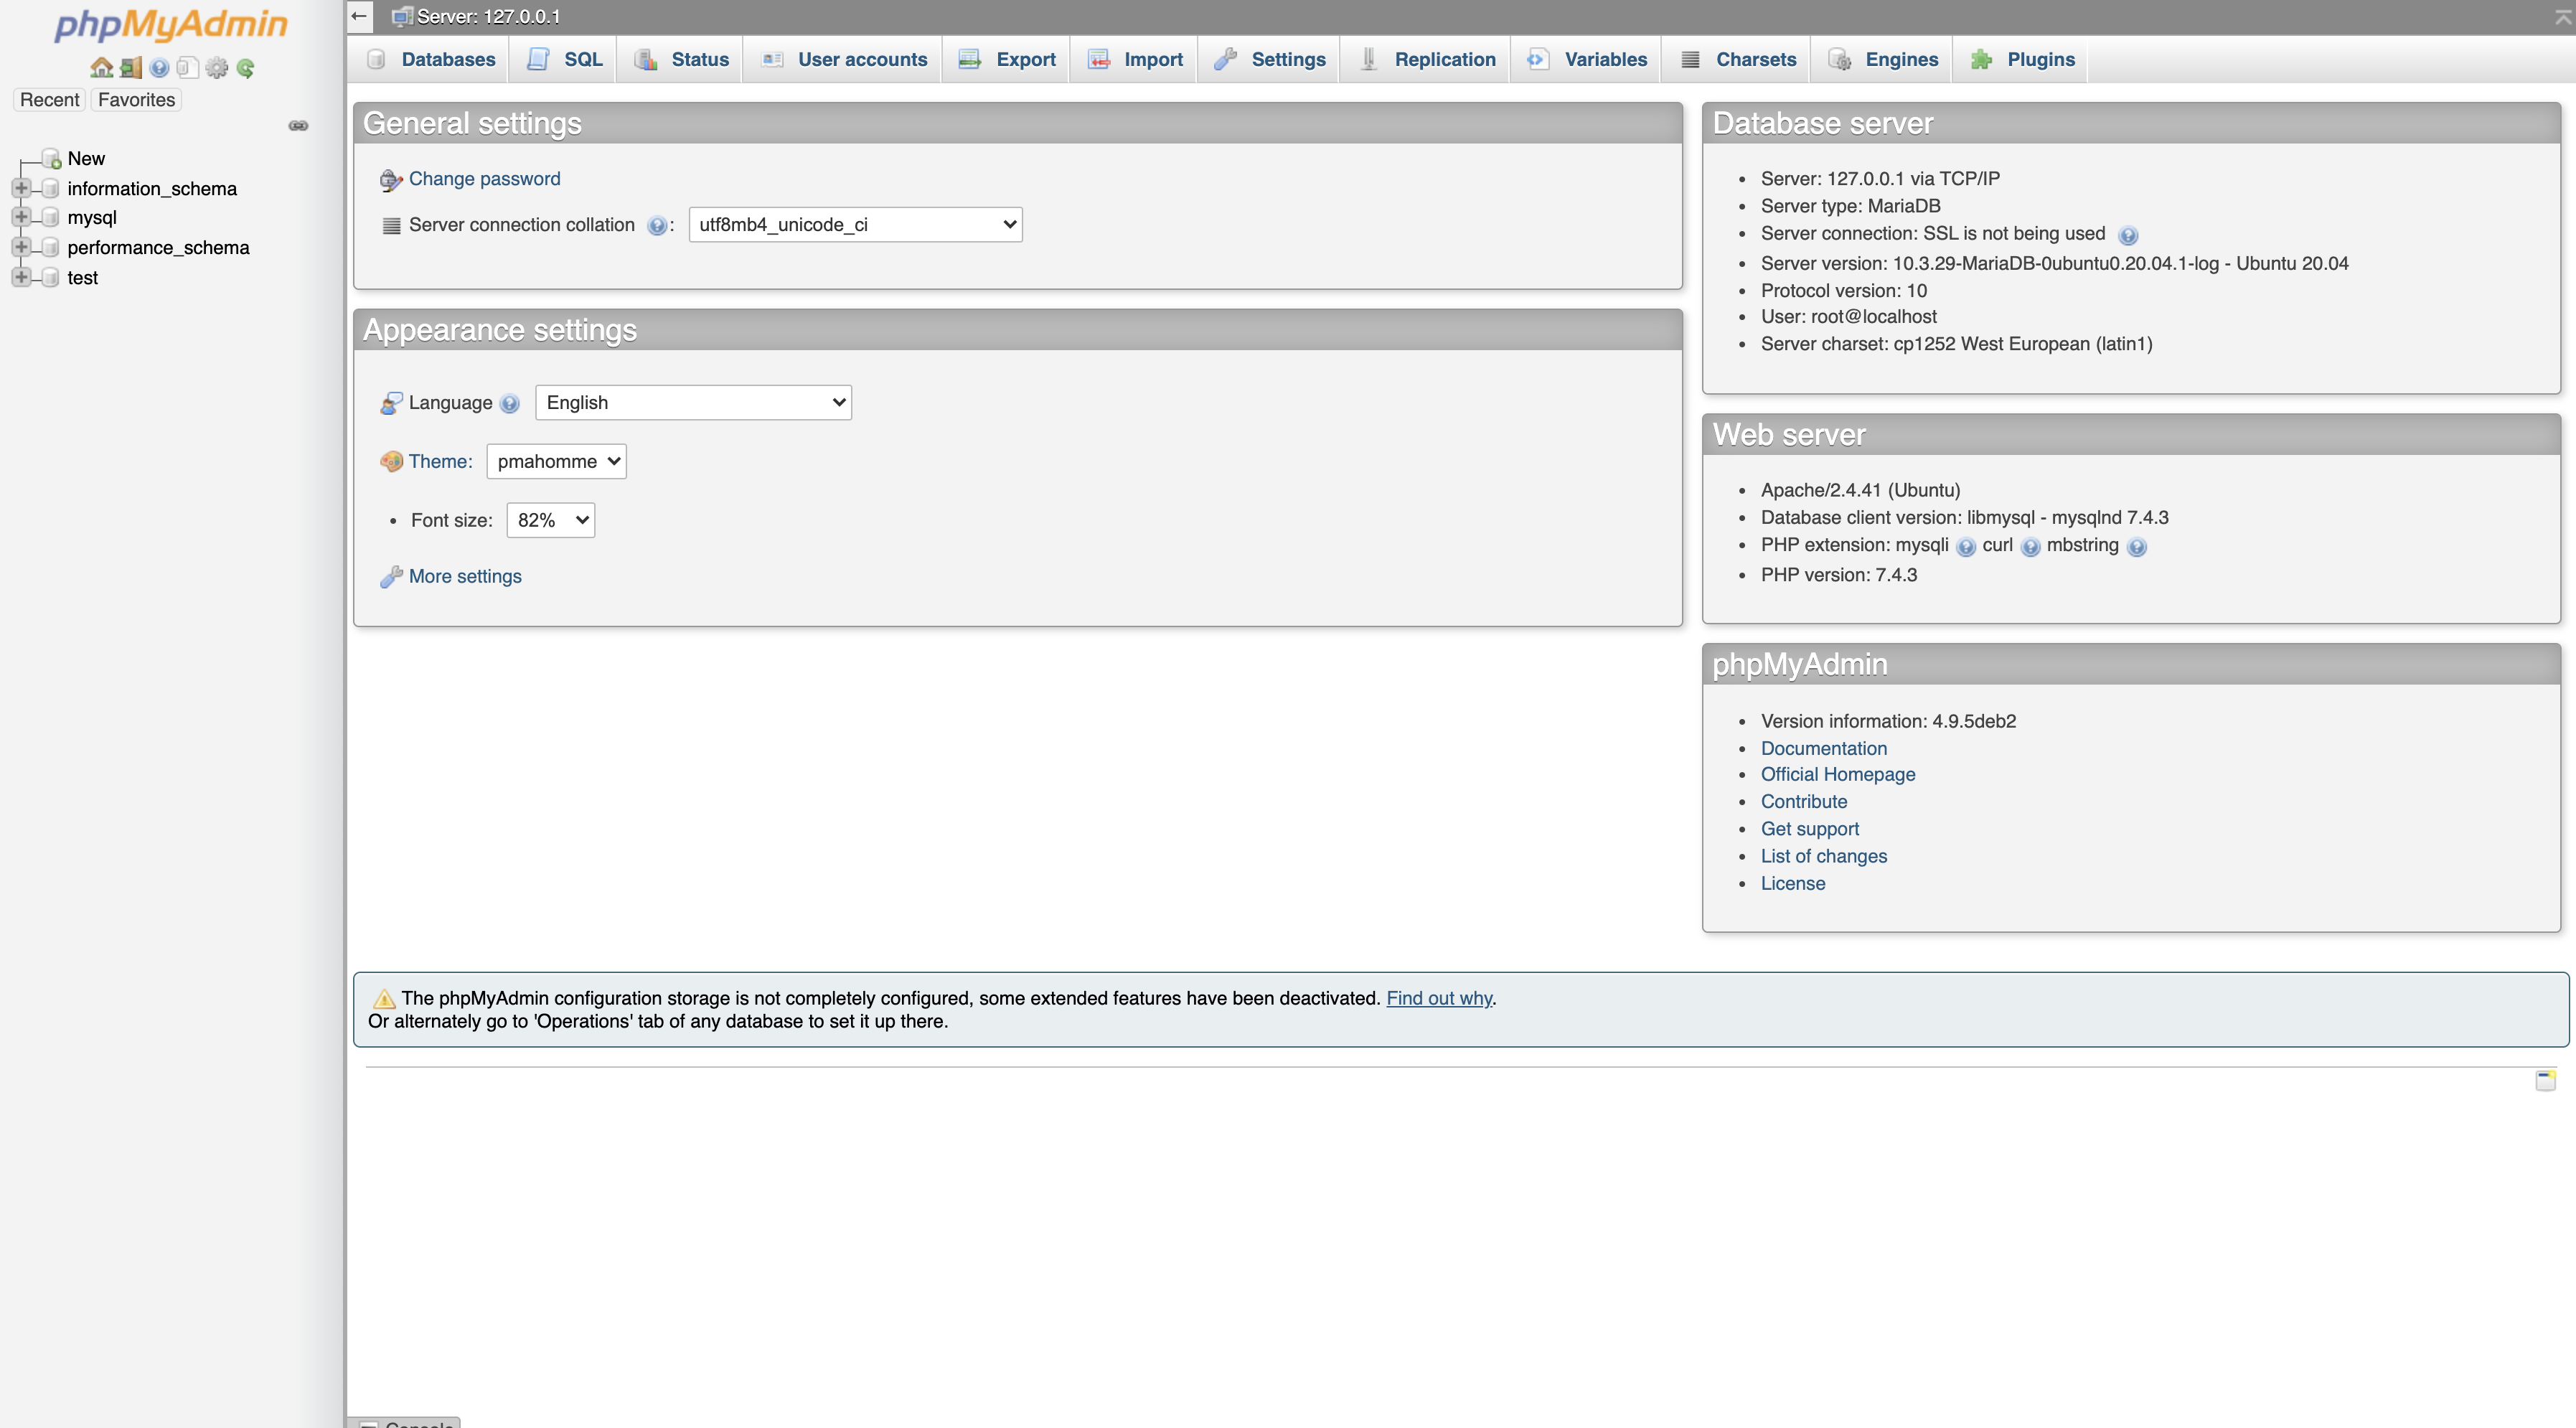 phpMyAdmin
Recent Favorites
New
information_schema
mysql
performance_schema
test
Server: 127.0.0.1
Databases SQL Status User accounts Export Import Settings Replication Variables Charsets Engines Plugins
General settings
Change password
Server connection collation : utf8mb4_unicode_ci
Appearance settings
Language English
Theme: pmahomme
• Font size: 82%
More settings
Database server
• Server: 127.0.0.1 via TCP/IP
• Server type: MariaDB
• Server connection: SSL is not being used
• Server version: 10.3.29-MariaDB-0ubuntu0.20.04.1-log - Ubuntu 20.04
• Protocol version: 10
• User: root@localhost
• Server charset: cp1252 West European (latin1)
Web server
• Apache/2.4.41 (Ubuntu)
• Database client version: libmysql - mysqlnd 7.4.3
• PHP extension: mysqli curl mbstring
• PHP version: 7.4.3
phpMyAdmin
• Version information: 4.9.5deb2
• Documentation
• Official Homepage
• Contribute
• Get support
• List of changes
• License
The phpMyAdmin configuration storage is not completely configured, some extended features have been deactivated. Find out why.
Or alternately go to 'Operations' tab of any database to set it up there.
Console